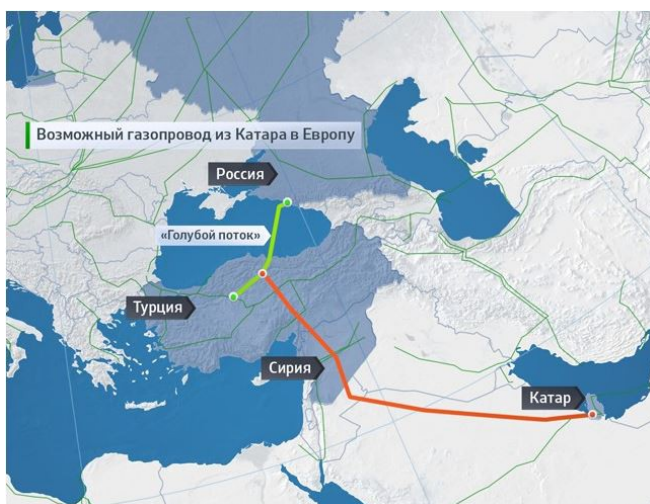 Возможный газопровод из Катара в Европу
Россия
«Голубой поток»
Турция
Сирия
Катар